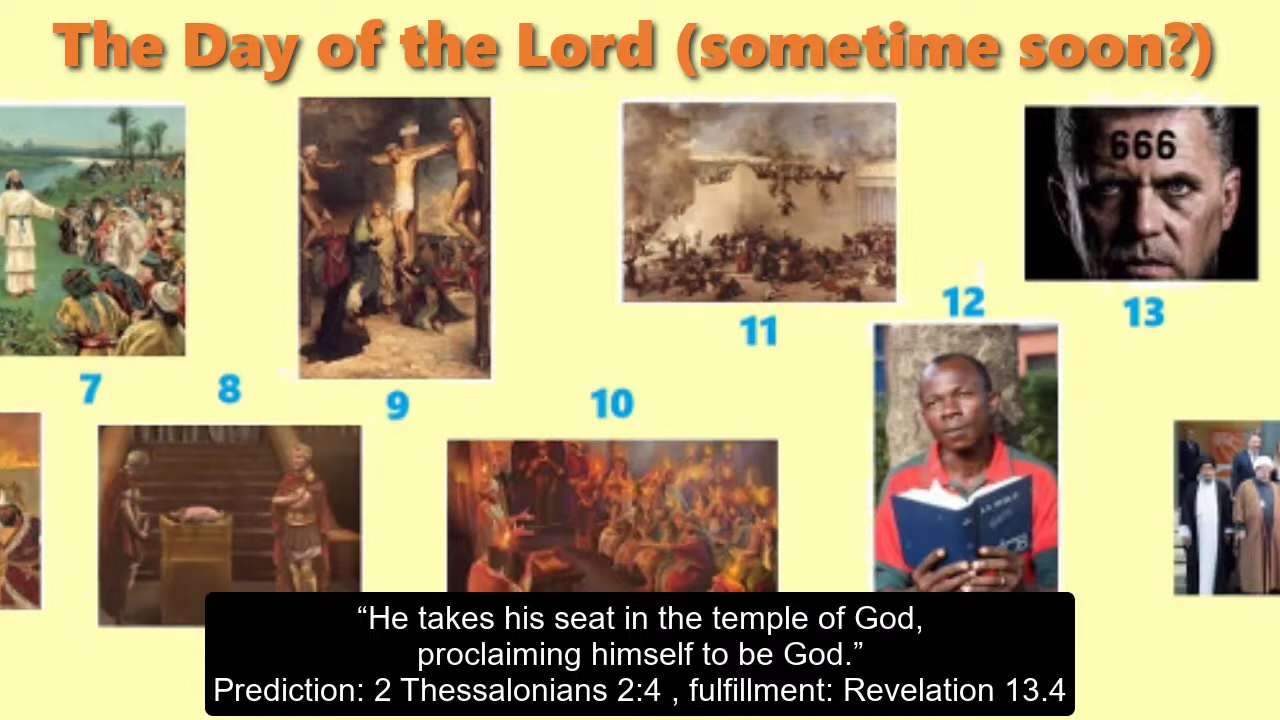 The Day of the Lord (sometime soon?)
666
12
13
11
7
8
9
10
“He takes his seat in the temple of God,
proclaiming himself to be God.”
Prediction: 2 Thessalonians 2:4 , fulfillment: Revelation 13.4